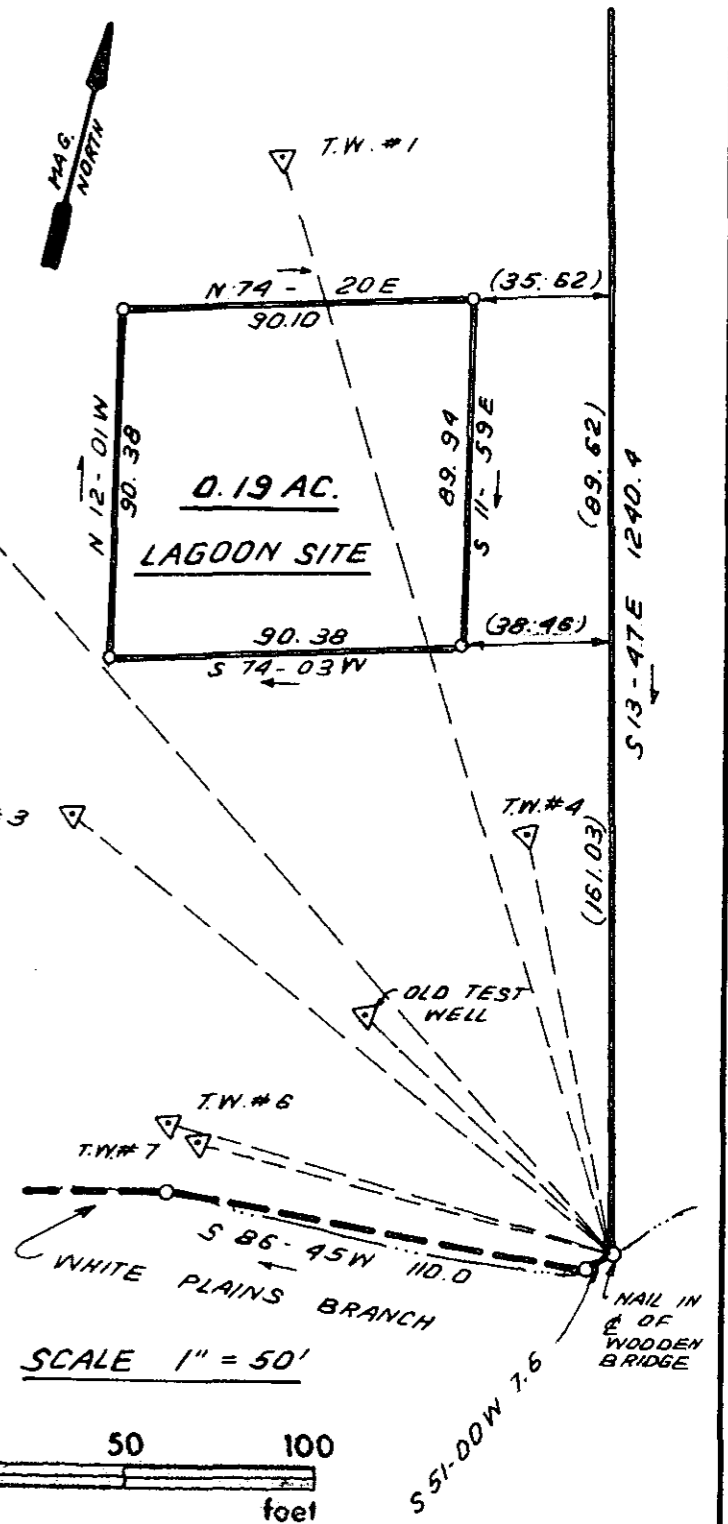 MAG.
NORTH
T.W. #1
N 74 - 20 E
90.10
(35.62)
N 12 - 01 W
90.38
0.19 AC.
LAGOON SITE
89.94
S 11 - 59 E
(89.62)
S 13 - 47 E 1240.4
90.38
S 74 - 03 W
(38.46)
#3
T.W. #4
(161.03)
OLD TEST
WELL
T.W. #6
T.W. #7
S 86 - 45 W 110.0
WHITE PLAINS BRANCH
NAIL IN
℄ OF
WOODEN
BRIDGE
S 51-00 W 7.6
SCALE 1" = 50'
50 100
feet